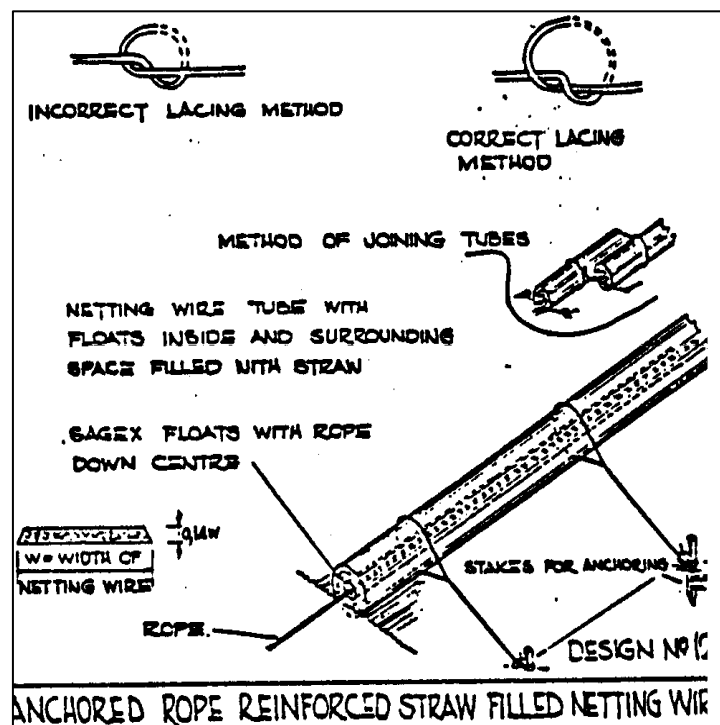 INCORRECT LACING METHOD
CORRECT LACING
METHOD
METHOD OF JOINING TUBES
NETTING WIRE TUBE WITH
FLOATS INSIDE AND SURROUNDING
SPACE FILLED WITH STRAW
SAGEX FLOATS WITH ROPE
DOWN CENTRE
W = WIDTH OF
NETTING WIRE
STAKES FOR ANCHORING
ROPE
DESIGN Nº
ANCHORED ROPE REINFORCED STRAW FILLED NETTING